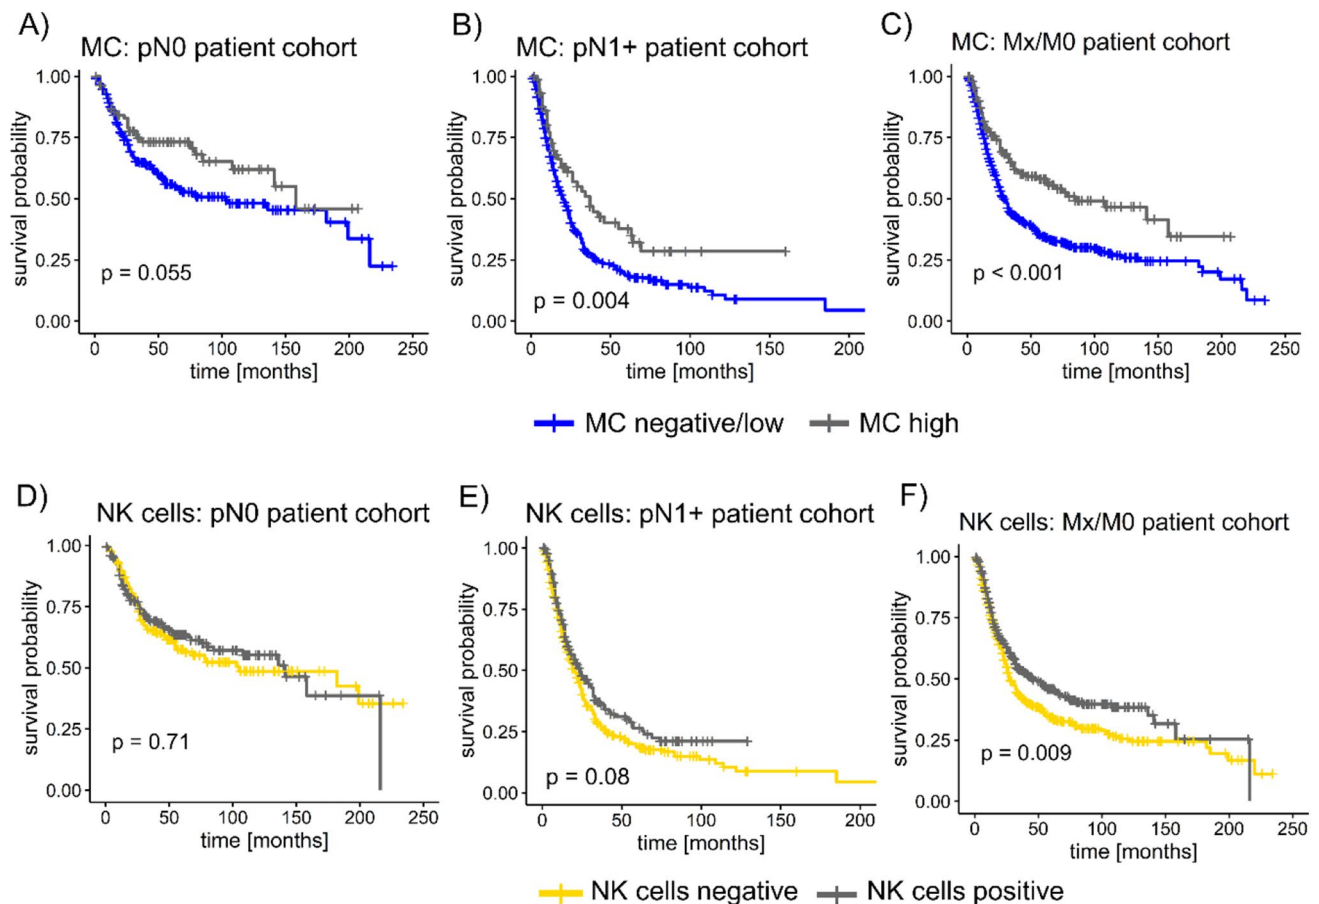 A)
MC: pN0 patient cohort
survival probability
1.00
0.75
0.50
0.25
0.00
p = 0.055
0 50 100 150 200 250
time [months]
B)
MC: pN1+ patient cohort
survival probability
1.00
0.75
0.50
0.25
0.00
p = 0.004
0 50 100 150 200
time [months]
C)
MC: Mx/M0 patient cohort
survival probability
1.00
0.75
0.50
0.25
0.00
p < 0.001
0 50 100 150 200 250
time [months]
MC negative/low MC high
D)
NK cells: pN0 patient cohort
survival probability
1.00
0.75
0.50
0.25
0.00
p = 0.71
0 50 100 150 200 250
time [months]
E)
NK cells: pN1+ patient cohort
survival probability
1.00
0.75
0.50
0.25
0.00
p = 0.08
0 50 100 150 200
time [months]
F)
NK cells: Mx/M0 patient cohort
survival probability
1.00
0.75
0.50
0.25
0.00
p = 0.009
0 50 100 150 200 250
time [months]
NK cells negative NK cells positive